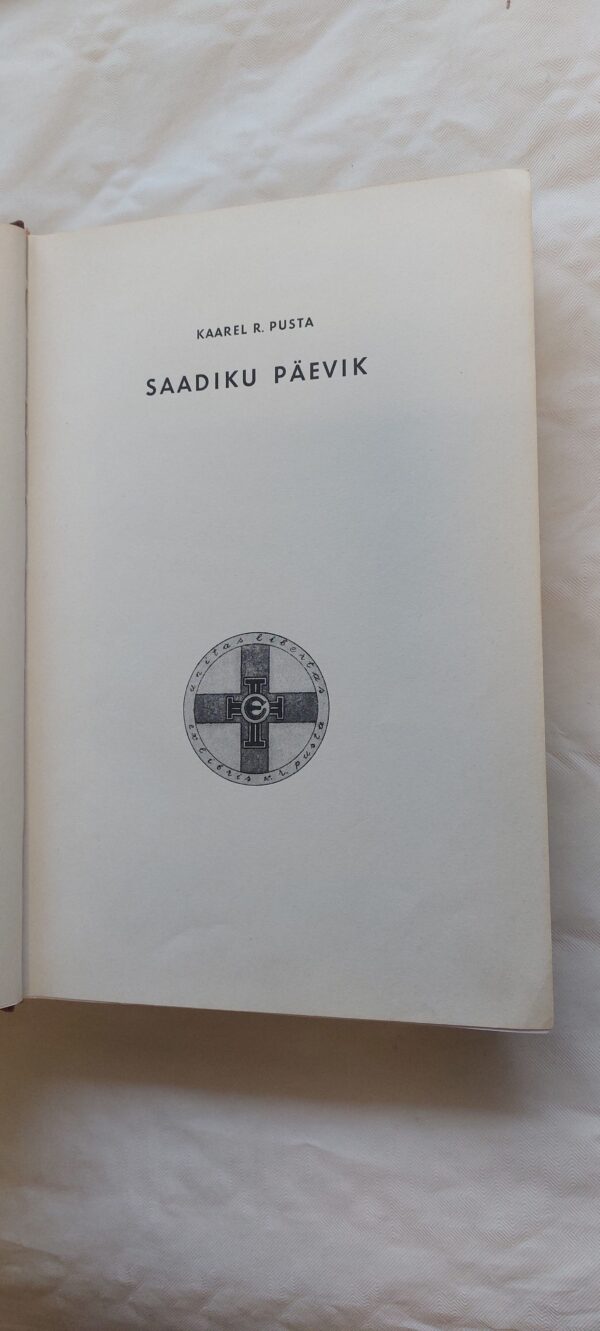 KAAREL R. PUSTA
SAADIKU PÄEVIK
unitas libertas
e
ex libris k. r. pusta